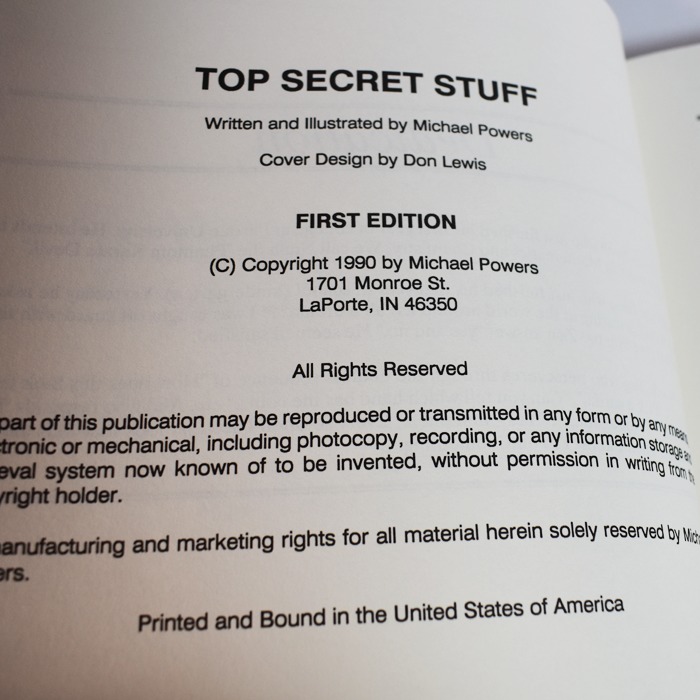 TOP SECRET STUFF
Written and Illustrated by Michael Powers
Cover Design by Don Lewis
FIRST EDITION
(C) Copyright 1990 by Michael Powers
1701 Monroe St.
LaPorte, IN 46350
All Rights Reserved
part of this publication may be reproduced or transmitted in any form or by any
tronic or mechanical, including photocopy, recording, or any information storage
eval system now known of to be invented, without permission in writing from
right holder.
anufacturing and marketing rights for all material herein solely reserved by
ers.
Printed and Bound in the United States of America